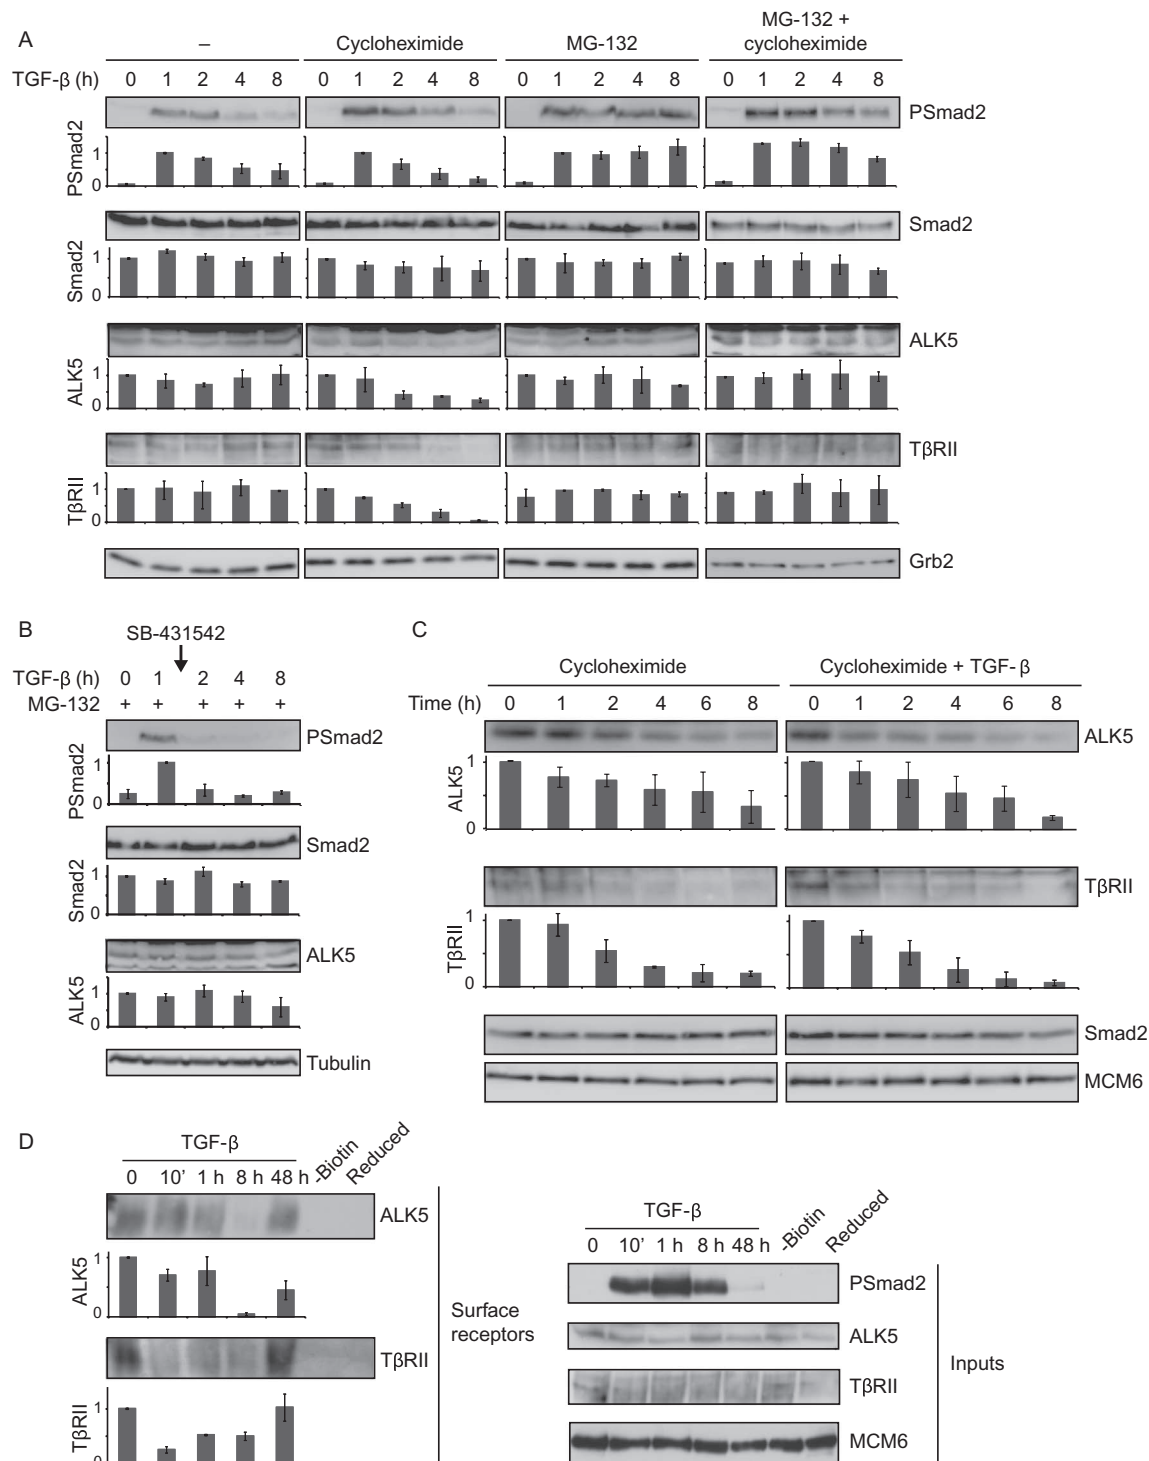 A
–
Cycloheximide
MG-132
MG-132 +
cycloheximide
TGF-β (h) 0 1 2 4 8 0 1 2 4 8 0 1 2 4 8 0 1 2 4 8
PSmad2
PSmad2 1 0
Smad2
Smad2 1 0
ALK5
ALK5 1 0
TβRII
TβRII 1 0
Grb2
B
SB-431542
TGF-β (h) 0 1 2 4 8
MG-132 + + + + +
PSmad2
PSmad2 1 0
Smad2
Smad2 1 0
ALK5
ALK5 1 0
Tubulin
C
Cycloheximide Cycloheximide + TGF-β
Time (h) 0 1 2 4 6 8 0 1 2 4 6 8
ALK5
ALK5 1 0
TβRII
TβRII 1 0
Smad2
MCM6
D
TGF-β
0 10' 1 h 8 h 48 h -Biotin Reduced
ALK5
ALK5 1 0
TβRII
TβRII 1 0
Surface
receptors
TGF-β
0 10' 1 h 8 h 48 h -Biotin Reduced
PSmad2
ALK5
TβRII
MCM6
Inputs